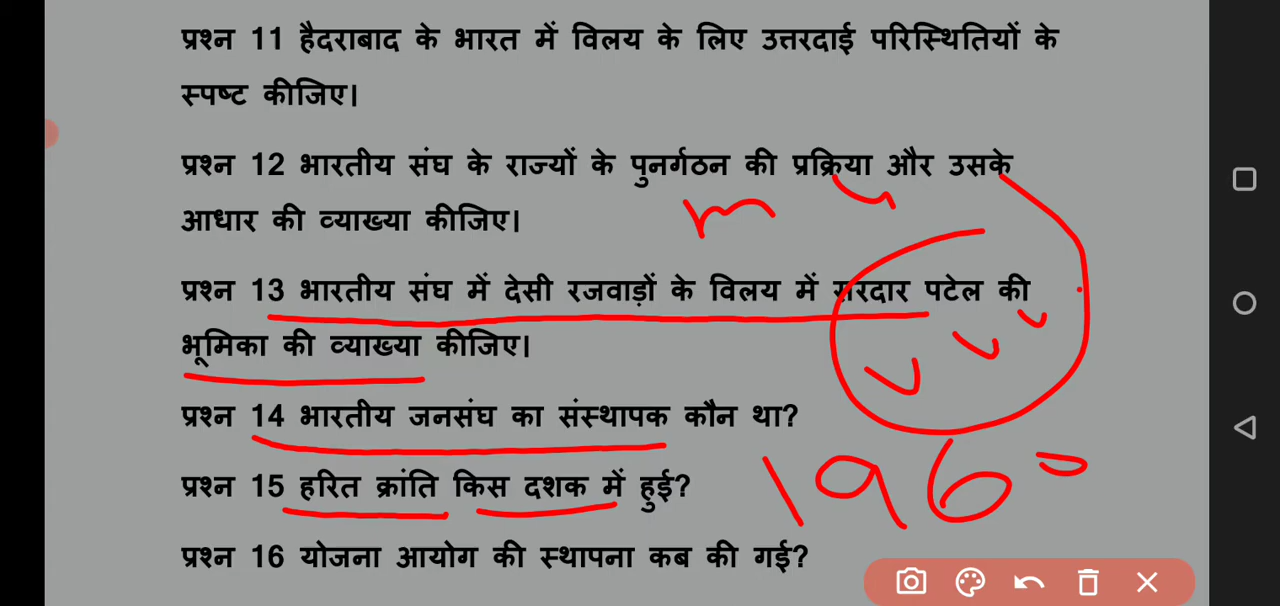 प्रश्न 11 हैदराबाद के भारत में विलय के लिए उत्तरदाई परिस्थितियों के
स्पष्ट कीजिए।
प्रश्न 12 भारतीय संघ के राज्यों के पुनर्गठन की प्रक्रिया और उसके
आधार की व्याख्या कीजिए।
प्रश्न 13 भारतीय संघ में देसी रजवाड़ों के विलय में सरदार पटेल की
भूमिका की व्याख्या कीजिए।
प्रश्न 14 भारतीय जनसंघ का संस्थापक कौन था?
प्रश्न 15 हरित क्रांति किस दशक में हुई?
1960
प्रश्न 16 योजना आयोग की स्थापना कब की गई?